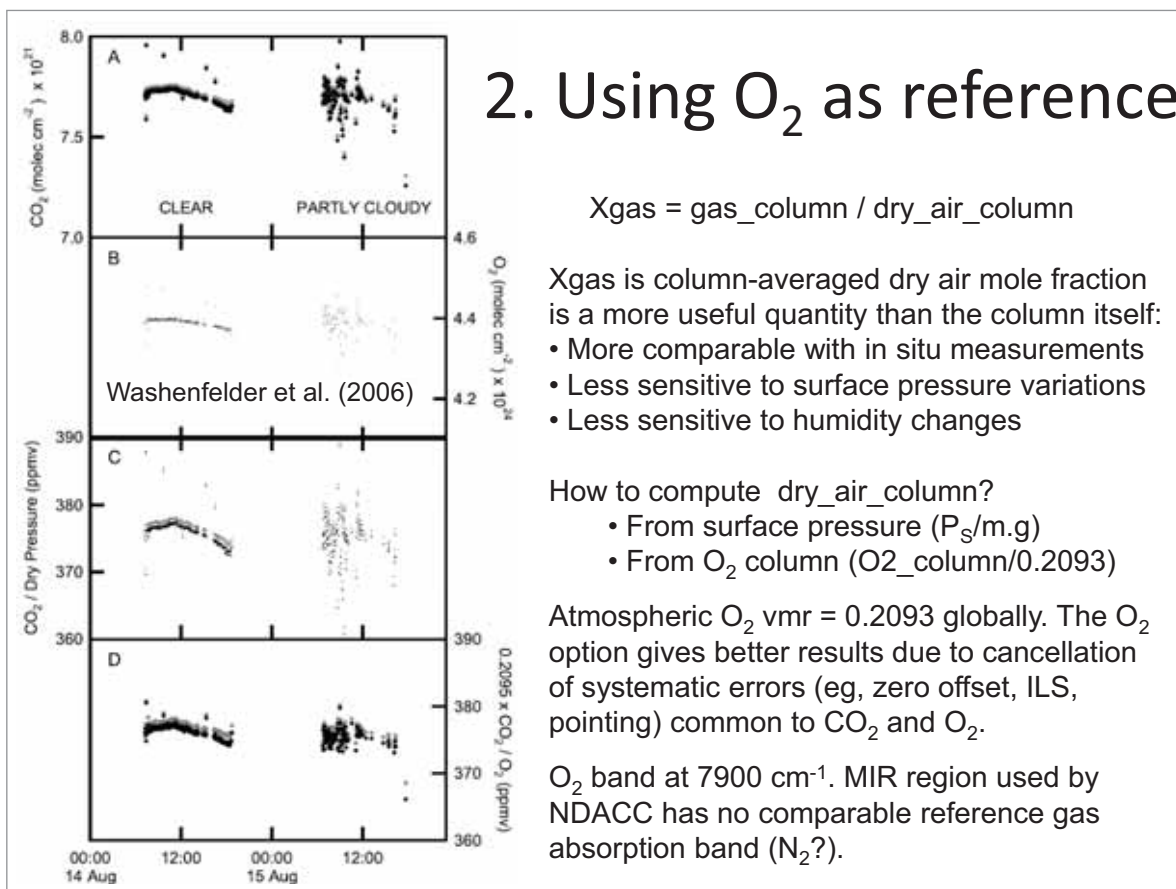 2. Using O₂ as reference
Xgas = gas_column / dry_air_column
Xgas is column-averaged dry air mole fraction
is a more useful quantity than the column itself:
• More comparable with in situ measurements
• Less sensitive to surface pressure variations
• Less sensitive to humidity changes
How to compute dry_air_column?
• From surface pressure (Pₛ/m.g)
• From O₂ column (O2_column/0.2093)
Atmospheric O₂ vmr = 0.2093 globally. The O₂
option gives better results due to cancellation
of systematic errors (eg, zero offset, ILS,
pointing) common to CO₂ and O₂.
O₂ band at 7900 cm⁻¹. MIR region used by
NDACC has no comparable reference gas
absorption band (N₂?).
A
8.0
7.5
7.0
CO₂ (molec cm⁻²) x 10²¹
CLEAR
PARTLY CLOUDY
B
4.6
4.4
4.2
O₂ (molec cm⁻²) x 10²⁴
Washenfelder et al. (2006)
C
390
380
370
360
CO₂ / Dry Pressure (ppmv)
D
390
380
370
360
0.2095 x CO₂ / O₂ (ppmv)
00:00
14 Aug
12:00
00:00
15 Aug
12:00